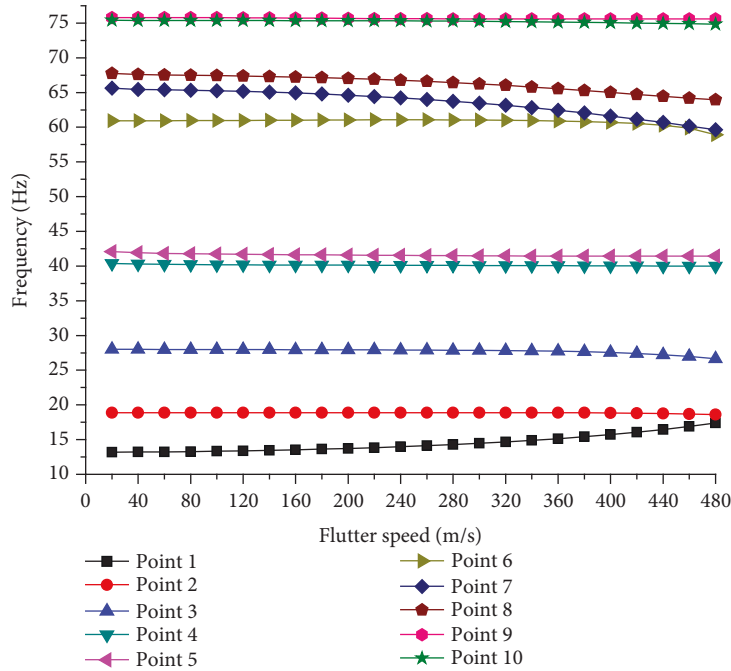 75
70
65
60
55
50
45
40
35
30
25
20
15
10
Frequency (Hz)
0 40 80 120 160 200 240 280 320 360 400 440 480
Flutter speed (m/s)
Point 1
Point 2
Point 3
Point 4
Point 5
Point 6
Point 7
Point 8
Point 9
Point 10